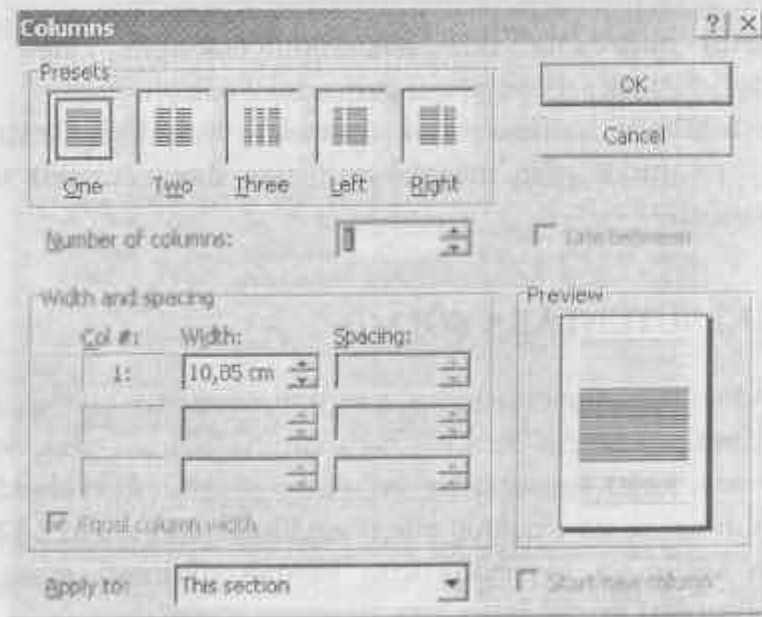 Columns
Presets
OK
Cancel
One Two Three Left Right
Number of columns: 1 Line between
Width and spacing
Preview
Col #: Width: Spacing:
1: 10,85 cm
Equal column width
Apply to: This section Start new column